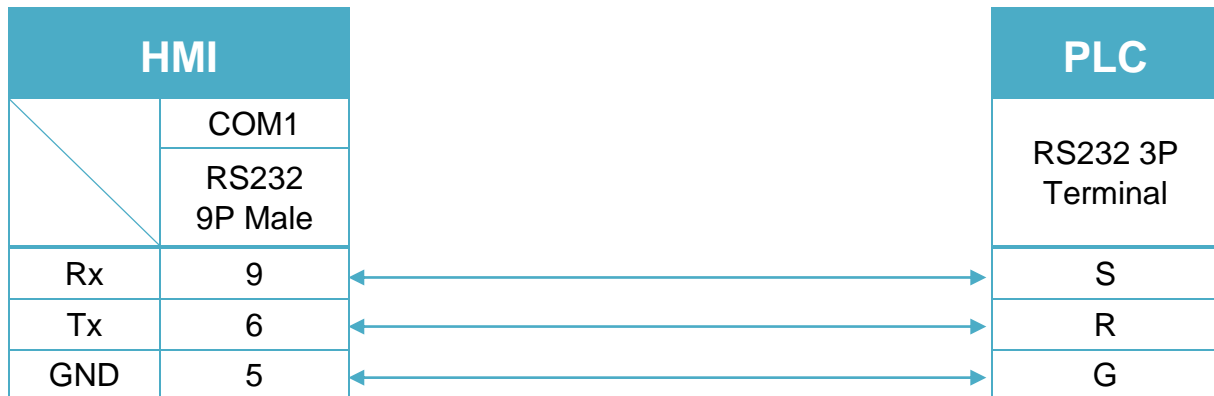 HMI
PLC
COM1
RS232
9P Male
RS232 3P
Terminal
Rx 9 S
Tx 6 R
GND 5 G